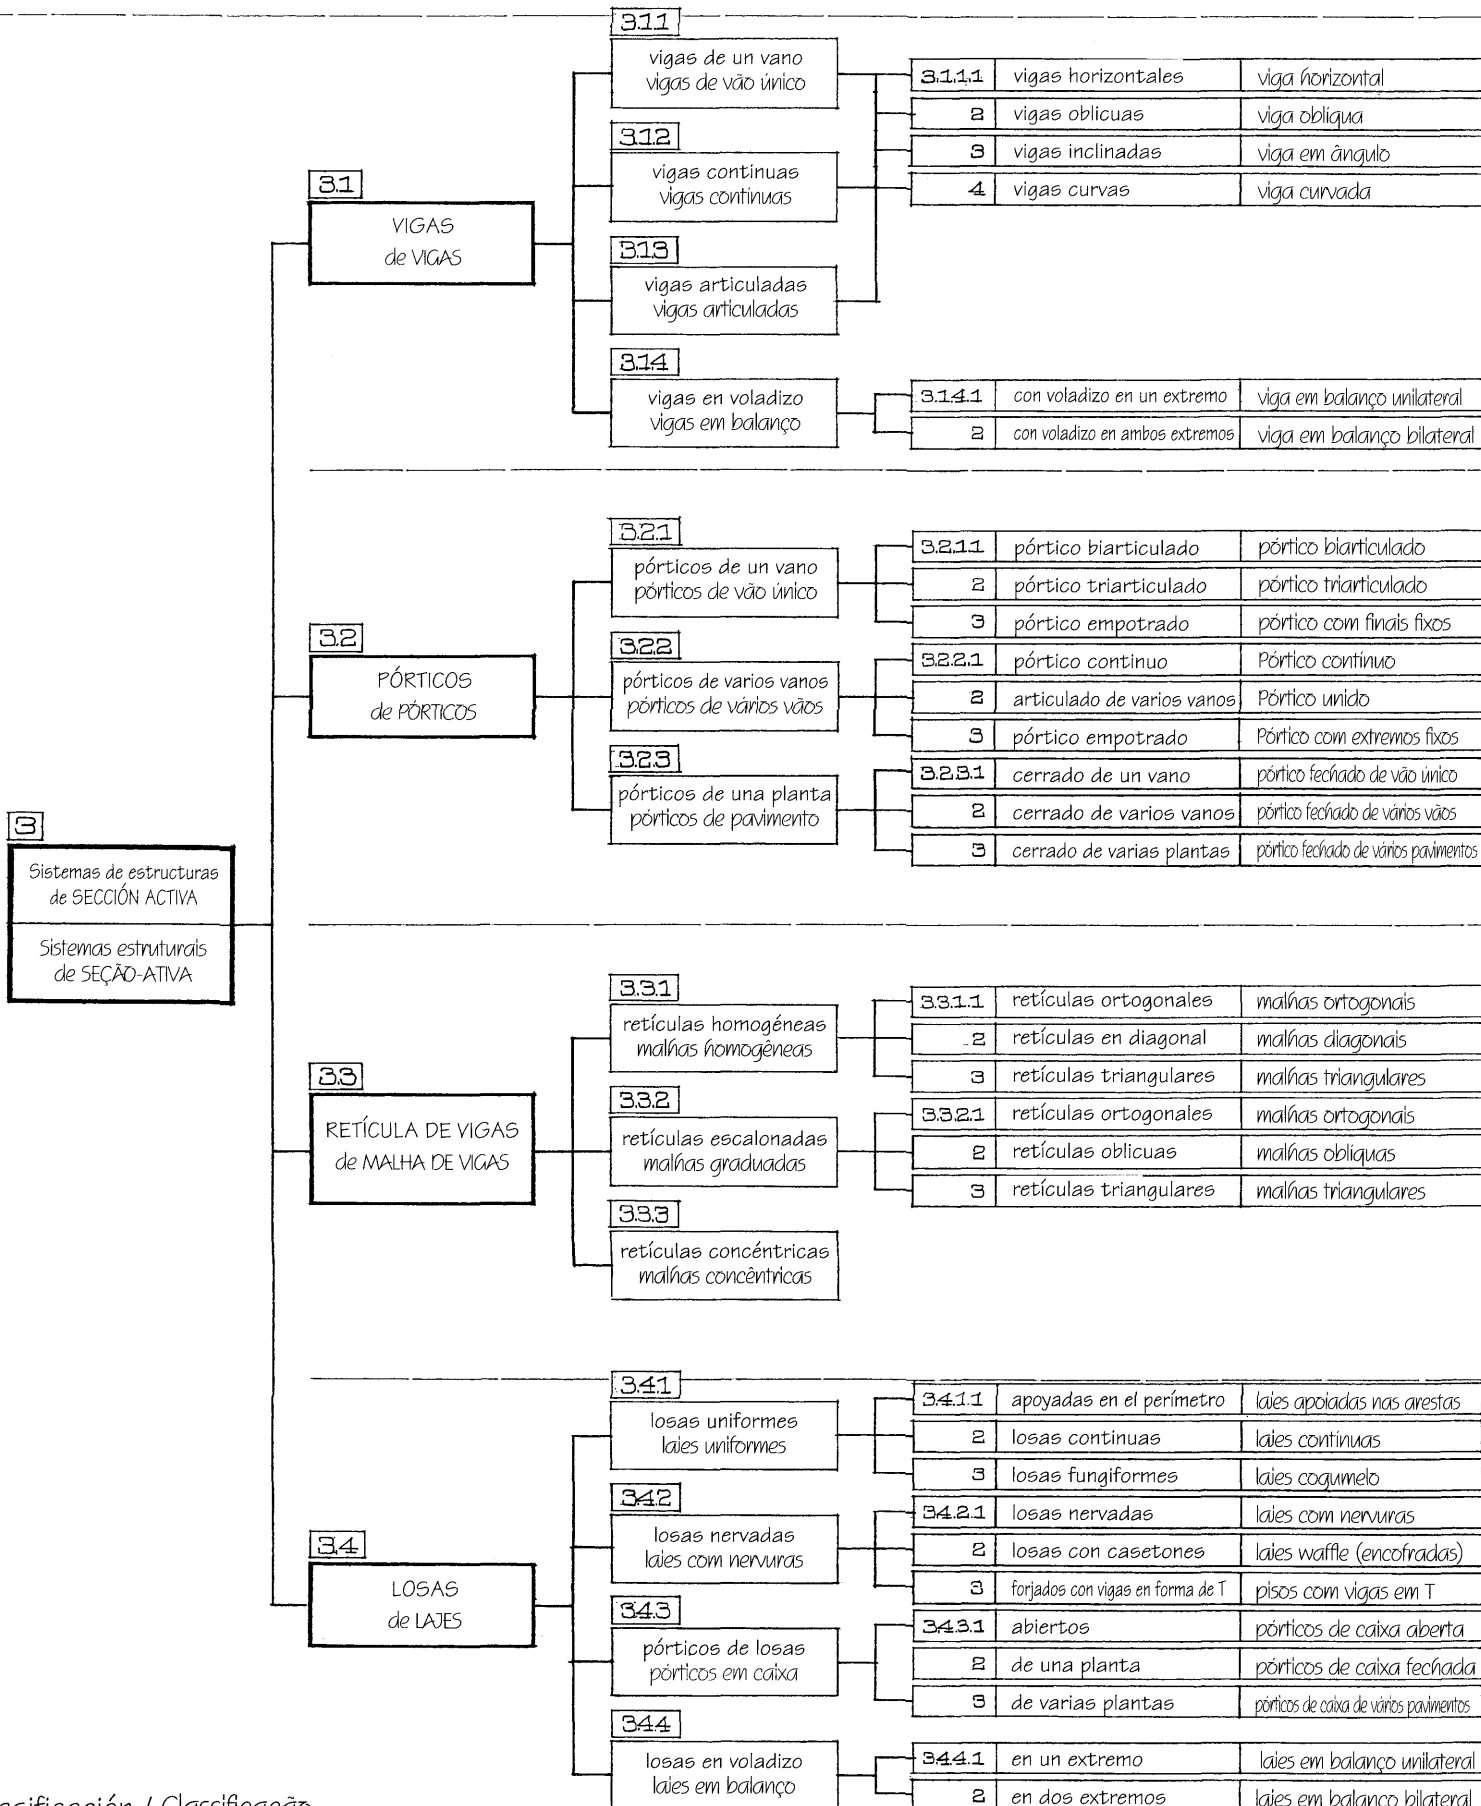 3.1.1
vigas de un vano
vigas de vão único
3.1.1.1 vigas horizontales viga horizontal
2 vigas oblicuas viga oblíqua
3 vigas inclinadas viga em ângulo
4 vigas curvas viga curvada
3.1.2
vigas continuas
vigas contínuas
3.1
VIGAS
de VIGAS
3.1.3
vigas articuladas
vigas articuladas
3.1.4
vigas en voladizo
vigas em balanço
3.1.4.1 con voladizo en un extremo viga em balanço unilateral
2 con voladizo en ambos extremos viga em balanço bilateral
3.2.1
pórticos de un vano
pórticos de vão único
3.2.1.1 pórtico biarticulado pórtico biarticulado
2 pórtico triarticulado pórtico triarticulado
3 pórtico empotrado pórtico com finais fixos
3.2
PÓRTICOS
de PÓRTICOS
3.2.2
pórticos de varios vanos
pórticos de vários vãos
3.2.2.1 pórtico continuo Pórtico contínuo
2 articulado de varios vanos Pórtico unido
3 pórtico empotrado Pórtico com extremos fixos
3.2.3
pórticos de una planta
pórticos de pavimento
3.2.3.1 cerrado de un vano pórtico fechado de vão único
2 cerrado de varios vanos pórtico fechado de vários vãos
3 cerrado de varias plantas pórtico fechado de vários pavimentos
3
Sistemas de estructuras
de SECCIÓN ACTIVA
Sistemas estruturais
de SEÇÃO-ATIVA
3.3.1
retículas homogéneas
malhas homogêneas
3.3.1.1 retículas ortogonales malhas ortogonais
2 retículas en diagonal malhas diagonais
3 retículas triangulares malhas triangulares
3.3
RETÍCULA DE VIGAS
de MALHA DE VIGAS
3.3.2
retículas escalonadas
malhas graduadas
3.3.2.1 retículas ortogonales malhas ortogonais
2 retículas oblicuas malhas oblíquas
3 retículas triangulares malhas triangulares
3.3.3
retículas concéntricas
malhas concêntricas
3.4.1
losas uniformes
lajes uniformes
3.4.1.1 apoyadas en el perímetro lajes apoiadas nas arestas
2 losas continuas lajes contínuas
3 losas fungiformes lajes cogumelo
3.4.2
losas nervadas
lajes com nervuras
3.4.2.1 losas nervadas lajes com nervuras
2 losas con casetones lajes waffle (encofradas)
3 forjados con vigas en forma de T pisos com vigas em T
3.4
LOSAS
de LAJES
3.4.3
pórticos de losas
pórticos em caixa
3.4.3.1 abiertos pórticos de caixa aberta
2 de una planta pórticos de caixa fechada
3 de varias plantas pórticos de caixa de vários pavimentos
3.4.4
losas en voladizo
lajes em balanço
3.4.4.1 en un extremo lajes em balanço unilateral
2 en dos extremos lajes em balanço bilateral